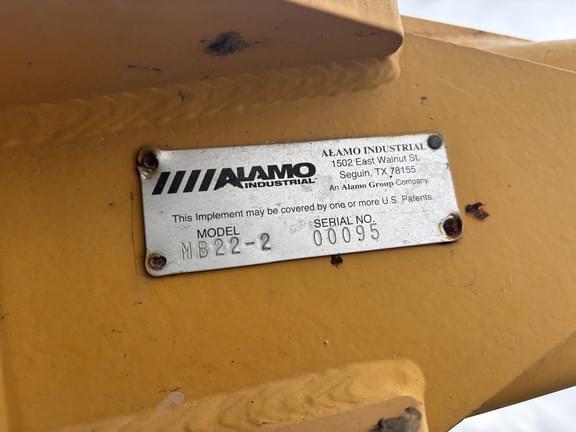 ALAMO
INDUSTRIAL
ALAMO INDUSTRIAL
1502 East Walnut St.
Seguin, TX 78155
An Alamo Group Company
This Implement may be covered by one or more U.S. Patents
MODEL SERIAL NO.
MB22-2 00095